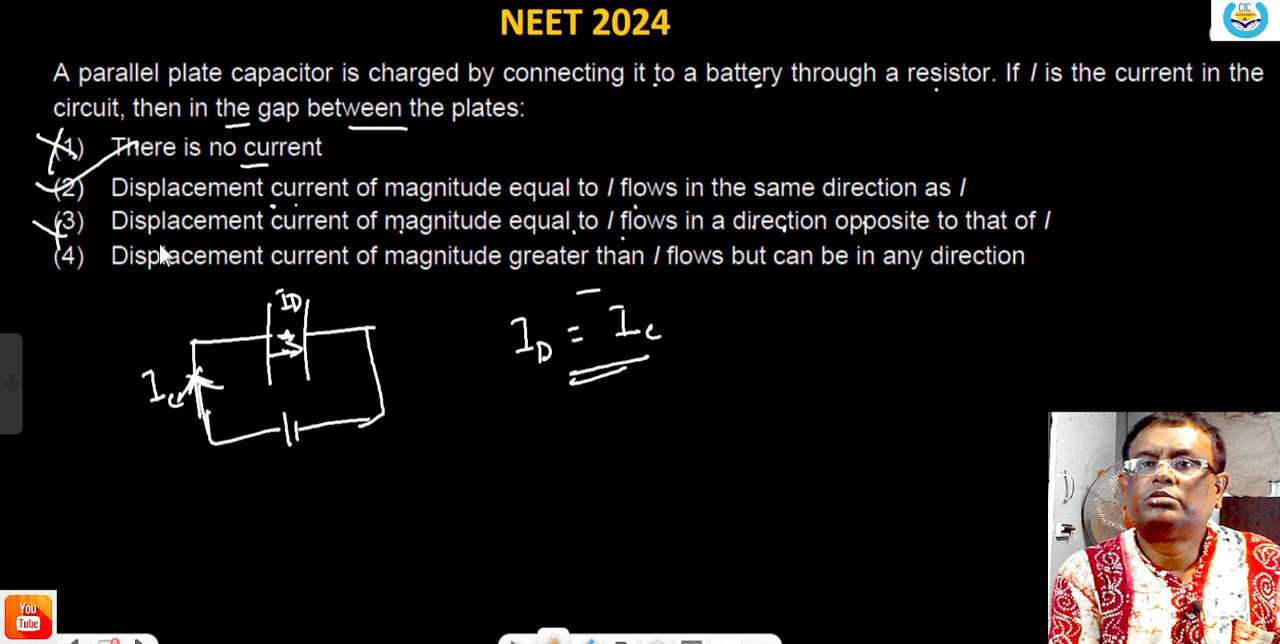 NEET 2024
CIC
A parallel plate capacitor is charged by connecting it to a battery through a resistor. If I is the current in the
circuit, then in the gap between the plates:
(1) There is no current
(2) Displacement current of magnitude equal to I flows in the same direction as I
(3) Displacement current of magnitude equal to I flows in a direction opposite to that of I
(4) Displacement current of magnitude greater than I flows but can be in any direction
ID
ID = Ic
Ic
You
Tube